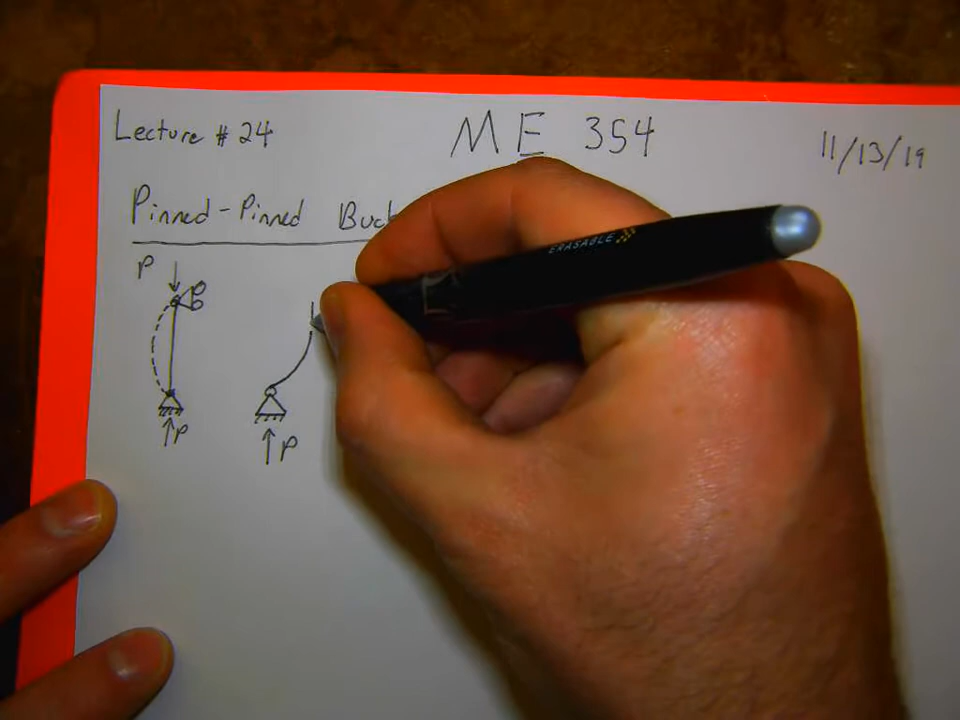 Lecture # 24
ME 354
11/13/19
Pinned-Pinned
P
P
P
ERASABLE